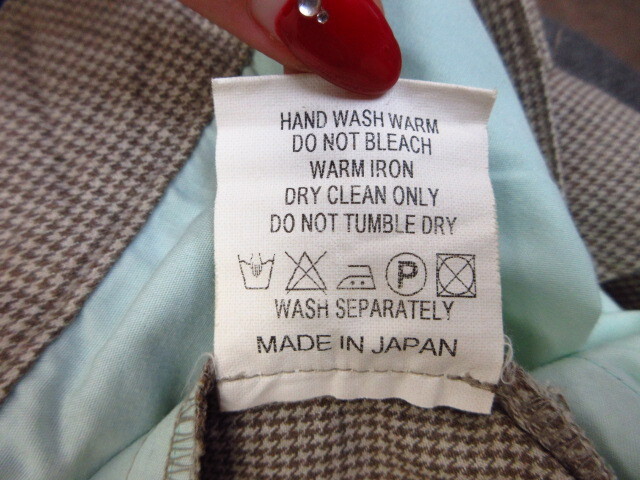 HAND WASH WARM
DO NOT BLEACH
WARM IRON
DRY CLEAN ONLY
DO NOT TUMBLE DRY
P
WASH SEPARATELY
MADE IN JAPAN